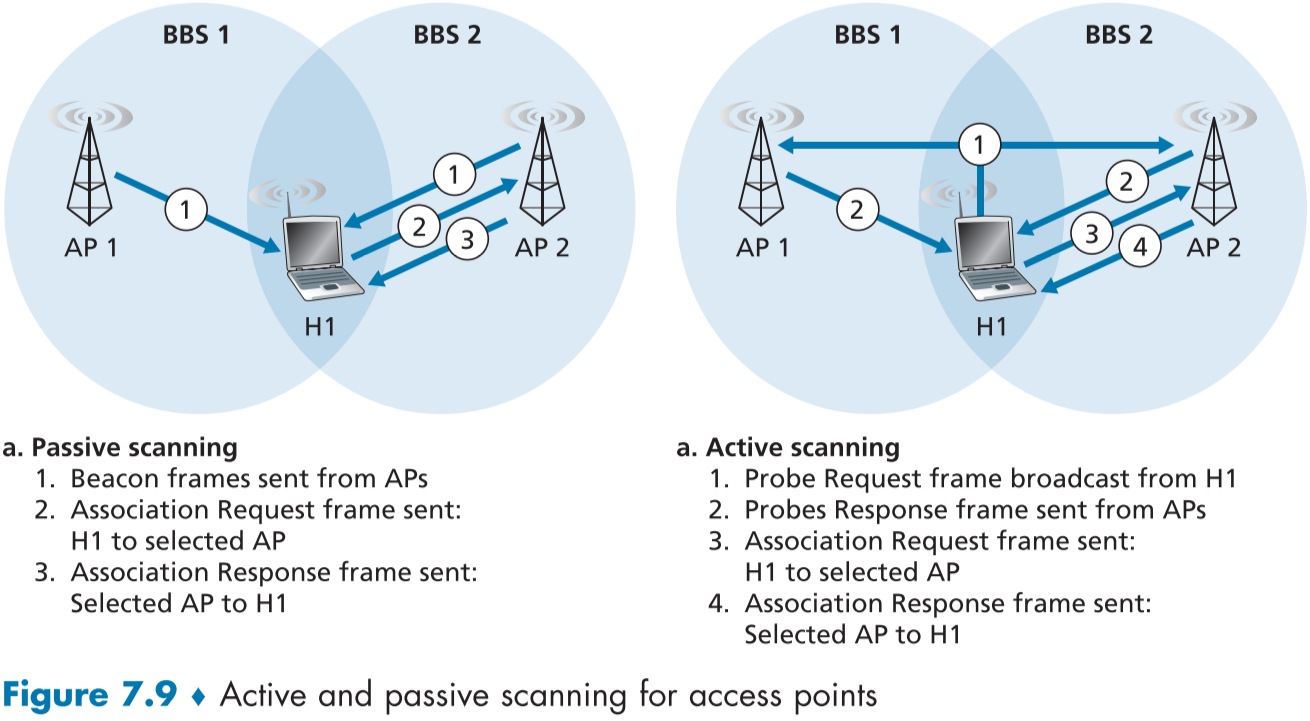 BBS 1
BBS 2
1
1
2
3
AP 1
AP 2
H1
a. Passive scanning
1. Beacon frames sent from APs
2. Association Request frame sent:
H1 to selected AP
3. Association Response frame sent:
Selected AP to H1
BBS 1
BBS 2
1
2
2
3
4
AP 1
AP 2
H1
a. Active scanning
1. Probe Request frame broadcast from H1
2. Probes Response frame sent from APs
3. Association Request frame sent:
H1 to selected AP
4. Association Response frame sent:
Selected AP to H1
Figure 7.9 ♦ Active and passive scanning for access points